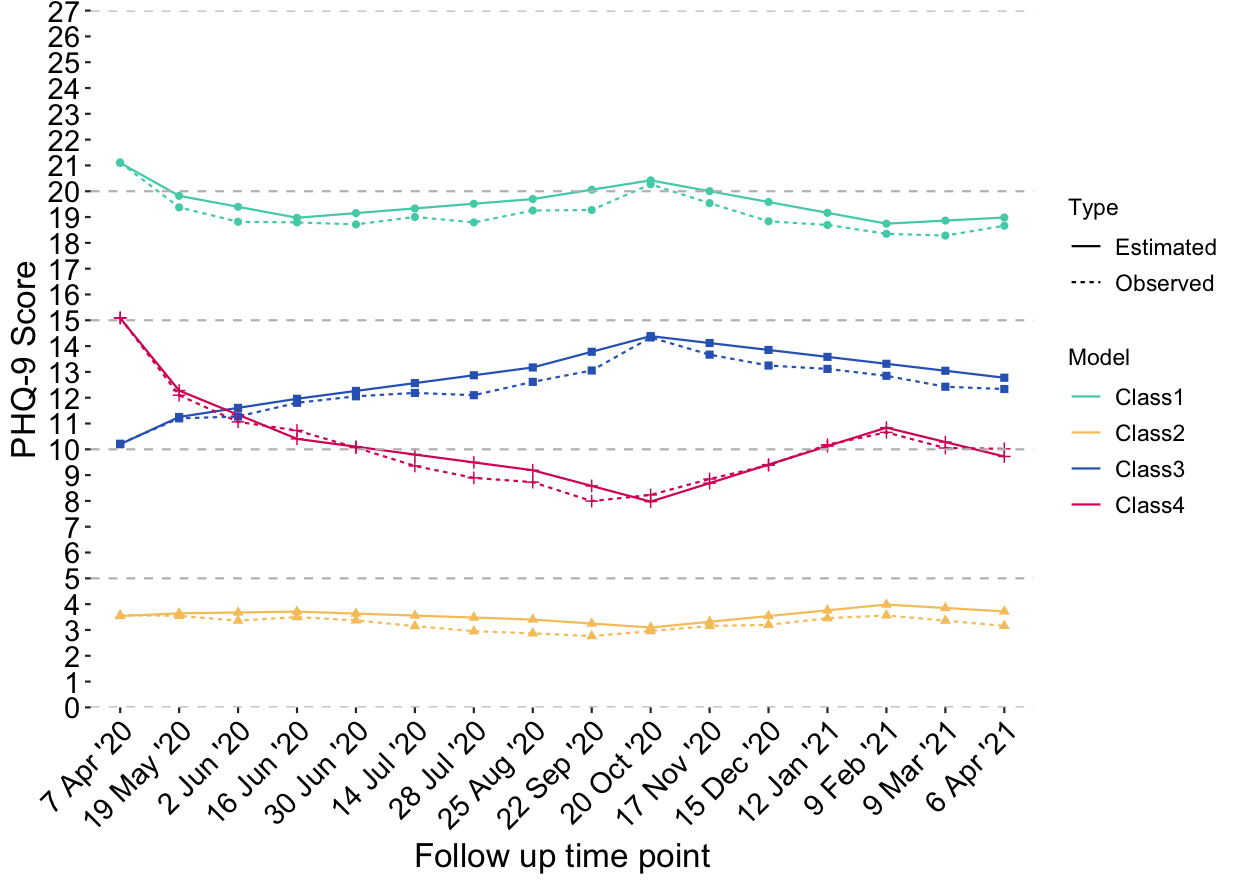 PHQ-9 Score
27
26
25
24
23
22
21
20
19
18
17
16
15
14
13
12
11
10
9
8
7
6
5
4
3
2
1
0
7 Apr '20
19 May '20
2 Jun '20
16 Jun '20
30 Jun '20
14 Jul '20
28 Jul '20
25 Aug '20
22 Sep '20
20 Oct '20
17 Nov '20
15 Dec '20
12 Jan '21
9 Feb '21
9 Mar '21
6 Apr '21
Follow up time point
Type
Estimated
Observed
Model
Class1
Class2
Class3
Class4